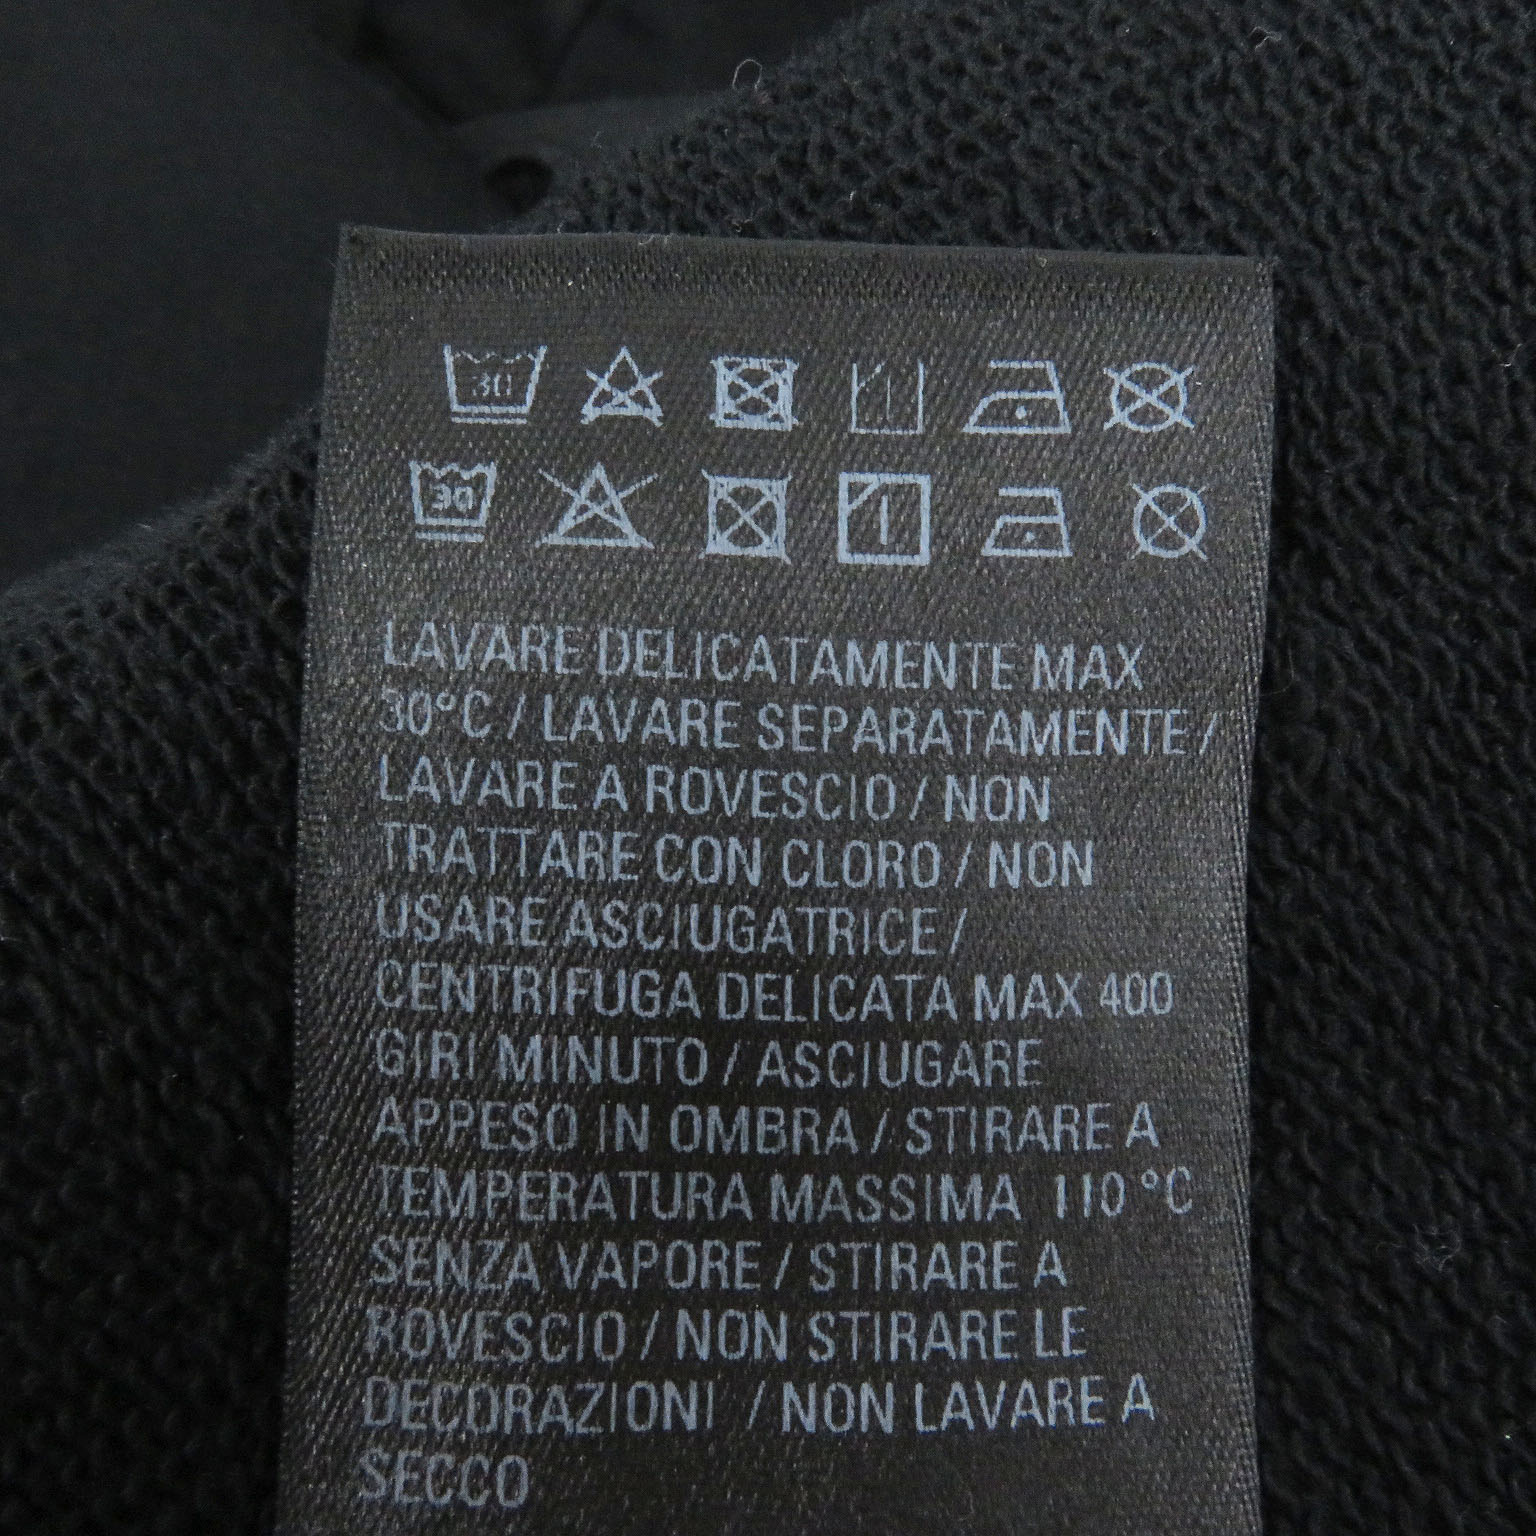 30
30
LAVARE DELICATAMENTE MAX
30°C / LAVARE SEPARATAMENTE /
LAVARE A ROVESCIO / NON
TRATTARE CON CLORO / NON
USARE ASCIUGATRICE /
CENTRIFUGA DELICATA MAX 400
GIRI MINUTO / ASCIUGARE
APPESO IN OMBRA / STIRARE A
TEMPERATURA MASSIMA 110 °C
SENZA VAPORE / STIRARE A
ROVESCIO / NON STIRARE LE
DECORAZIONI / NON LAVARE A
SECCO